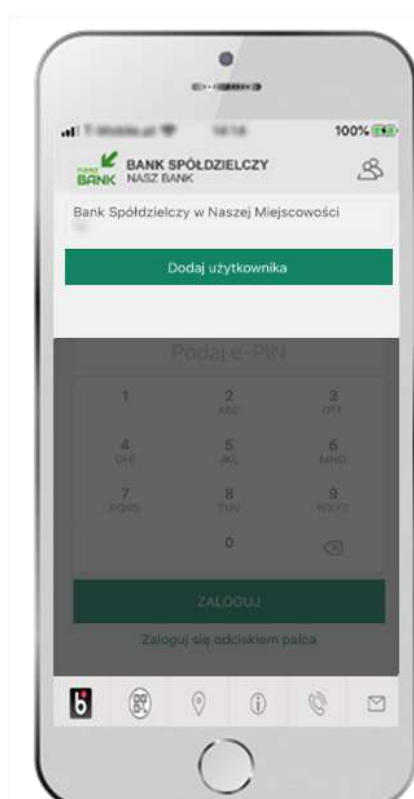 100%
nasz
BANK
BANK SPÓŁDZIELCZY
NASZ BANK
Bank Spółdzielczy w Naszej Miejscowości
Dodaj użytkownika
Podaj e-PIN
1 2 3
ABC DEF
4 5 6
GHI JKL MNO
7 8 9
PQRS TUV WXYZ
0
ZALOGUJ
Zaloguj się odciskiem palca
b